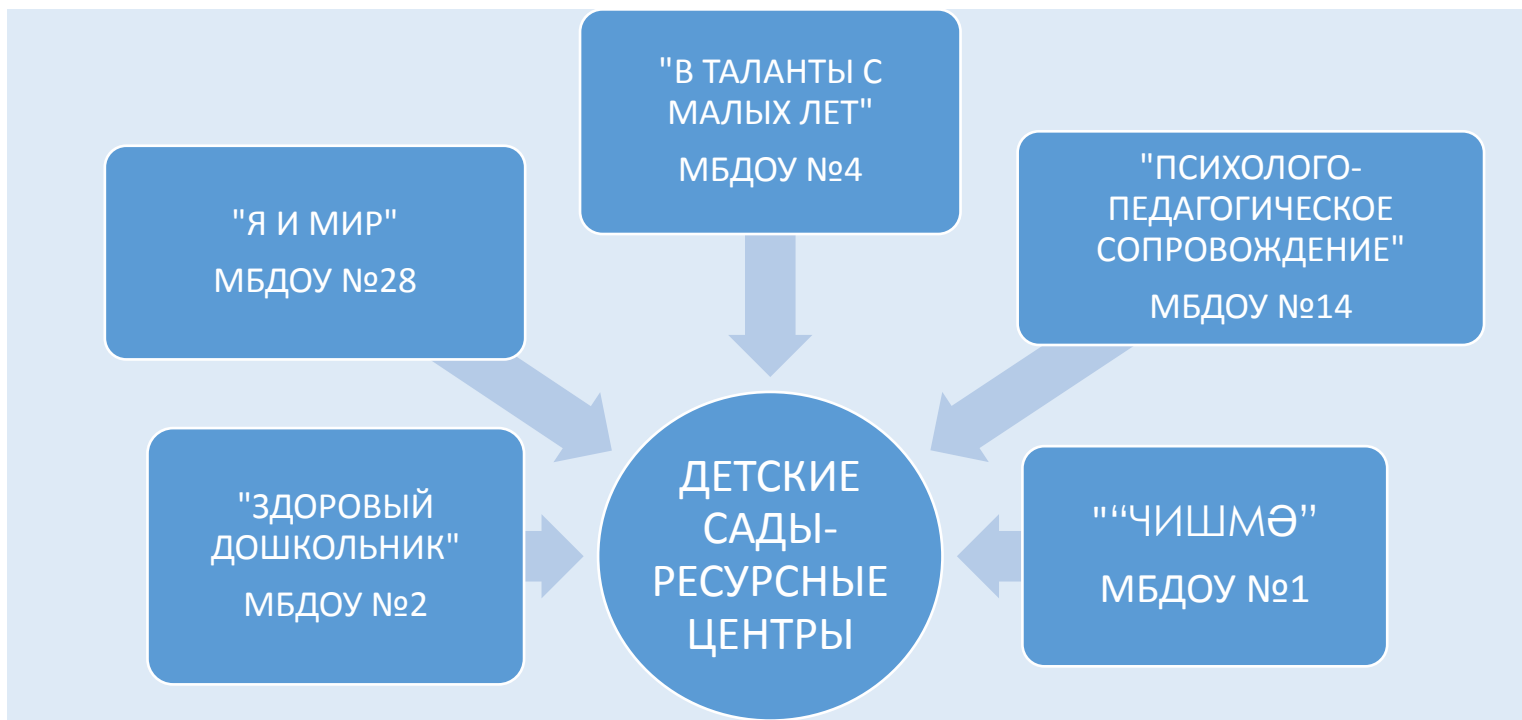 "В ТАЛАНТЫ С
МАЛЫХ ЛЕТ"
МБДОУ №4
"Я И МИР"
МБДОУ №28
"ПСИХОЛОГО-
ПЕДАГОГИЧЕСКОЕ
СОПРОВОЖДЕНИЕ"
МБДОУ №14
"ЗДОРОВЫЙ
ДОШКОЛЬНИК"
МБДОУ №2
ДЕТСКИЕ
САДЫ-
РЕСУРСНЫЕ
ЦЕНТРЫ
"“ЧИШМӘ”
МБДОУ №1